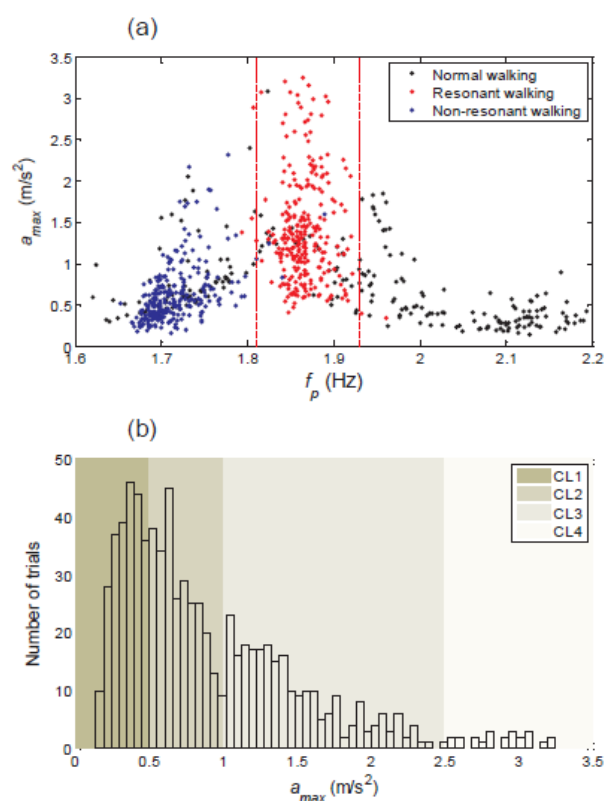 (a)
3.5
3
2.5
2
1.5
1
0.5
0
a_max (m/s²)
Normal walking
Resonant walking
Non-resonant walking
1.6 1.7 1.8 1.9 2 2.1 2.2
f_p (Hz)
(b)
50
40
30
20
10
0
Number of trials
CL1
CL2
CL3
CL4
0 0.5 1 1.5 2 2.5 3 3.5
a_max (m/s²)